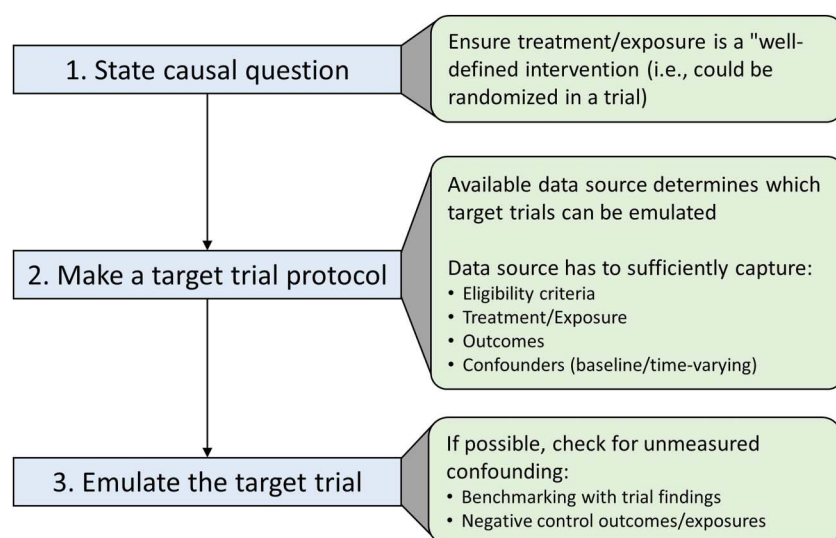 1. State causal question
Ensure treatment/exposure is a "well-
defined intervention (i.e., could be
randomized in a trial)
2. Make a target trial protocol
Available data source determines which
target trials can be emulated
Data source has to sufficiently capture:
• Eligibility criteria
• Treatment/Exposure
• Outcomes
• Confounders (baseline/time-varying)
3. Emulate the target trial
If possible, check for unmeasured
confounding:
• Benchmarking with trial findings
• Negative control outcomes/exposures